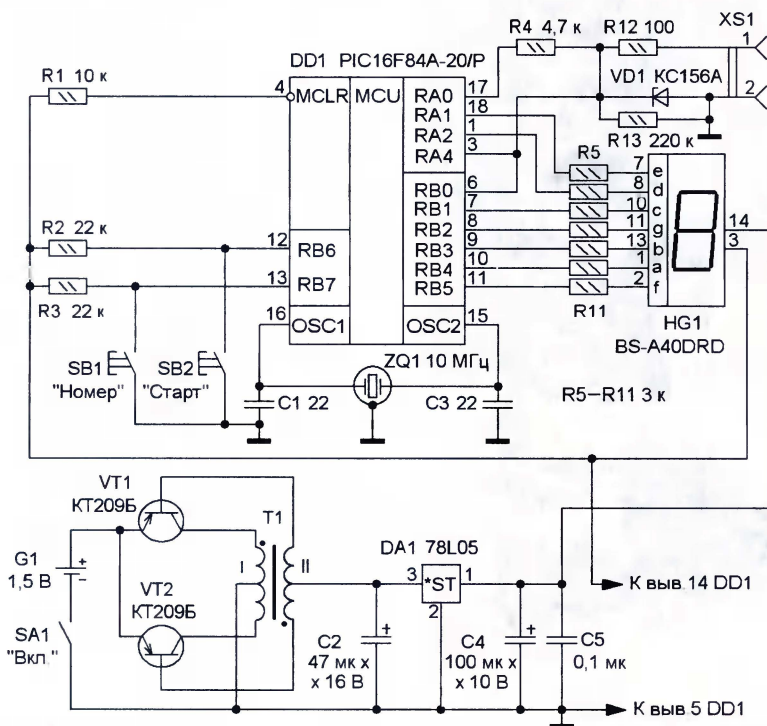 R4 4,7 к
R12 100
XS1
DD1 PIC16F84A-20/P
R1 10 к
4
MCLR
MCU
RA0
17
1
VD1 КС156А
2
RA1
18
RA2
1
RA4
3
R13 220 к
R5
7
e
RB0
6
8
d
R2 22 к
RB1
7
10
c
14
RB2
8
11
g
3
12
RB6
RB3
9
13
b
RB4
10
1
a
R3 22 к
13
RB7
RB5
11
2
f
16
OSC1
OSC2
15
R11
HG1
BS-A40DRD
SB1
"Номер"
SB2
"Старт"
ZQ1 10 МГц
C1 22
C3 22
R5–R11 3 к
VT1
КТ209Б
T1
G1
1,5 В
+
−
I
II
DA1 78L05
3
*ST
1
2
К выв. 14 DD1
VT2
КТ209Б
SA1
"Вкл."
+
C2
47 мк х
х 16 В
+
C4
100 мк х
х 10 В
C5
0,1 мк
К выв. 5 DD1